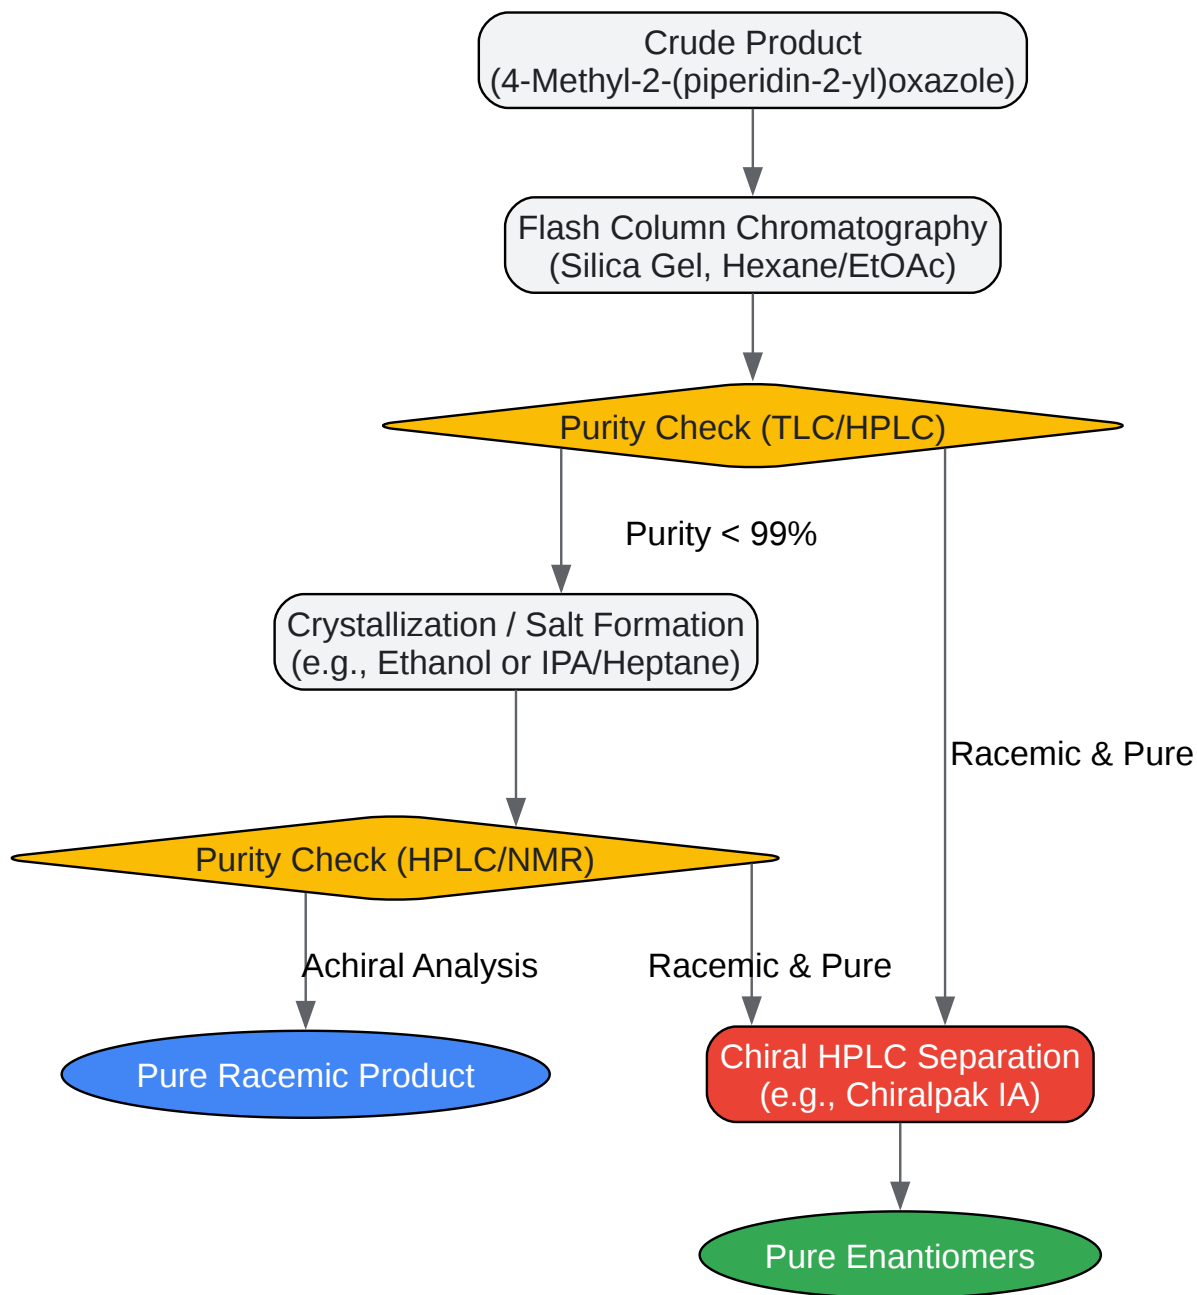 Crude Product
(4-Methyl-2-(piperidin-2-yl)oxazole)
Flash Column Chromatography
(Silica Gel, Hexane/EtOAc)
Purity Check (TLC/HPLC)
Purity < 99%
Crystallization / Salt Formation
(e.g., Ethanol or IPA/Heptane)
Racemic & Pure
Purity Check (HPLC/NMR)
Achiral Analysis
Racemic & Pure
Pure Racemic Product
Chiral HPLC Separation
(e.g., Chiralpak IA)
Pure Enantiomers